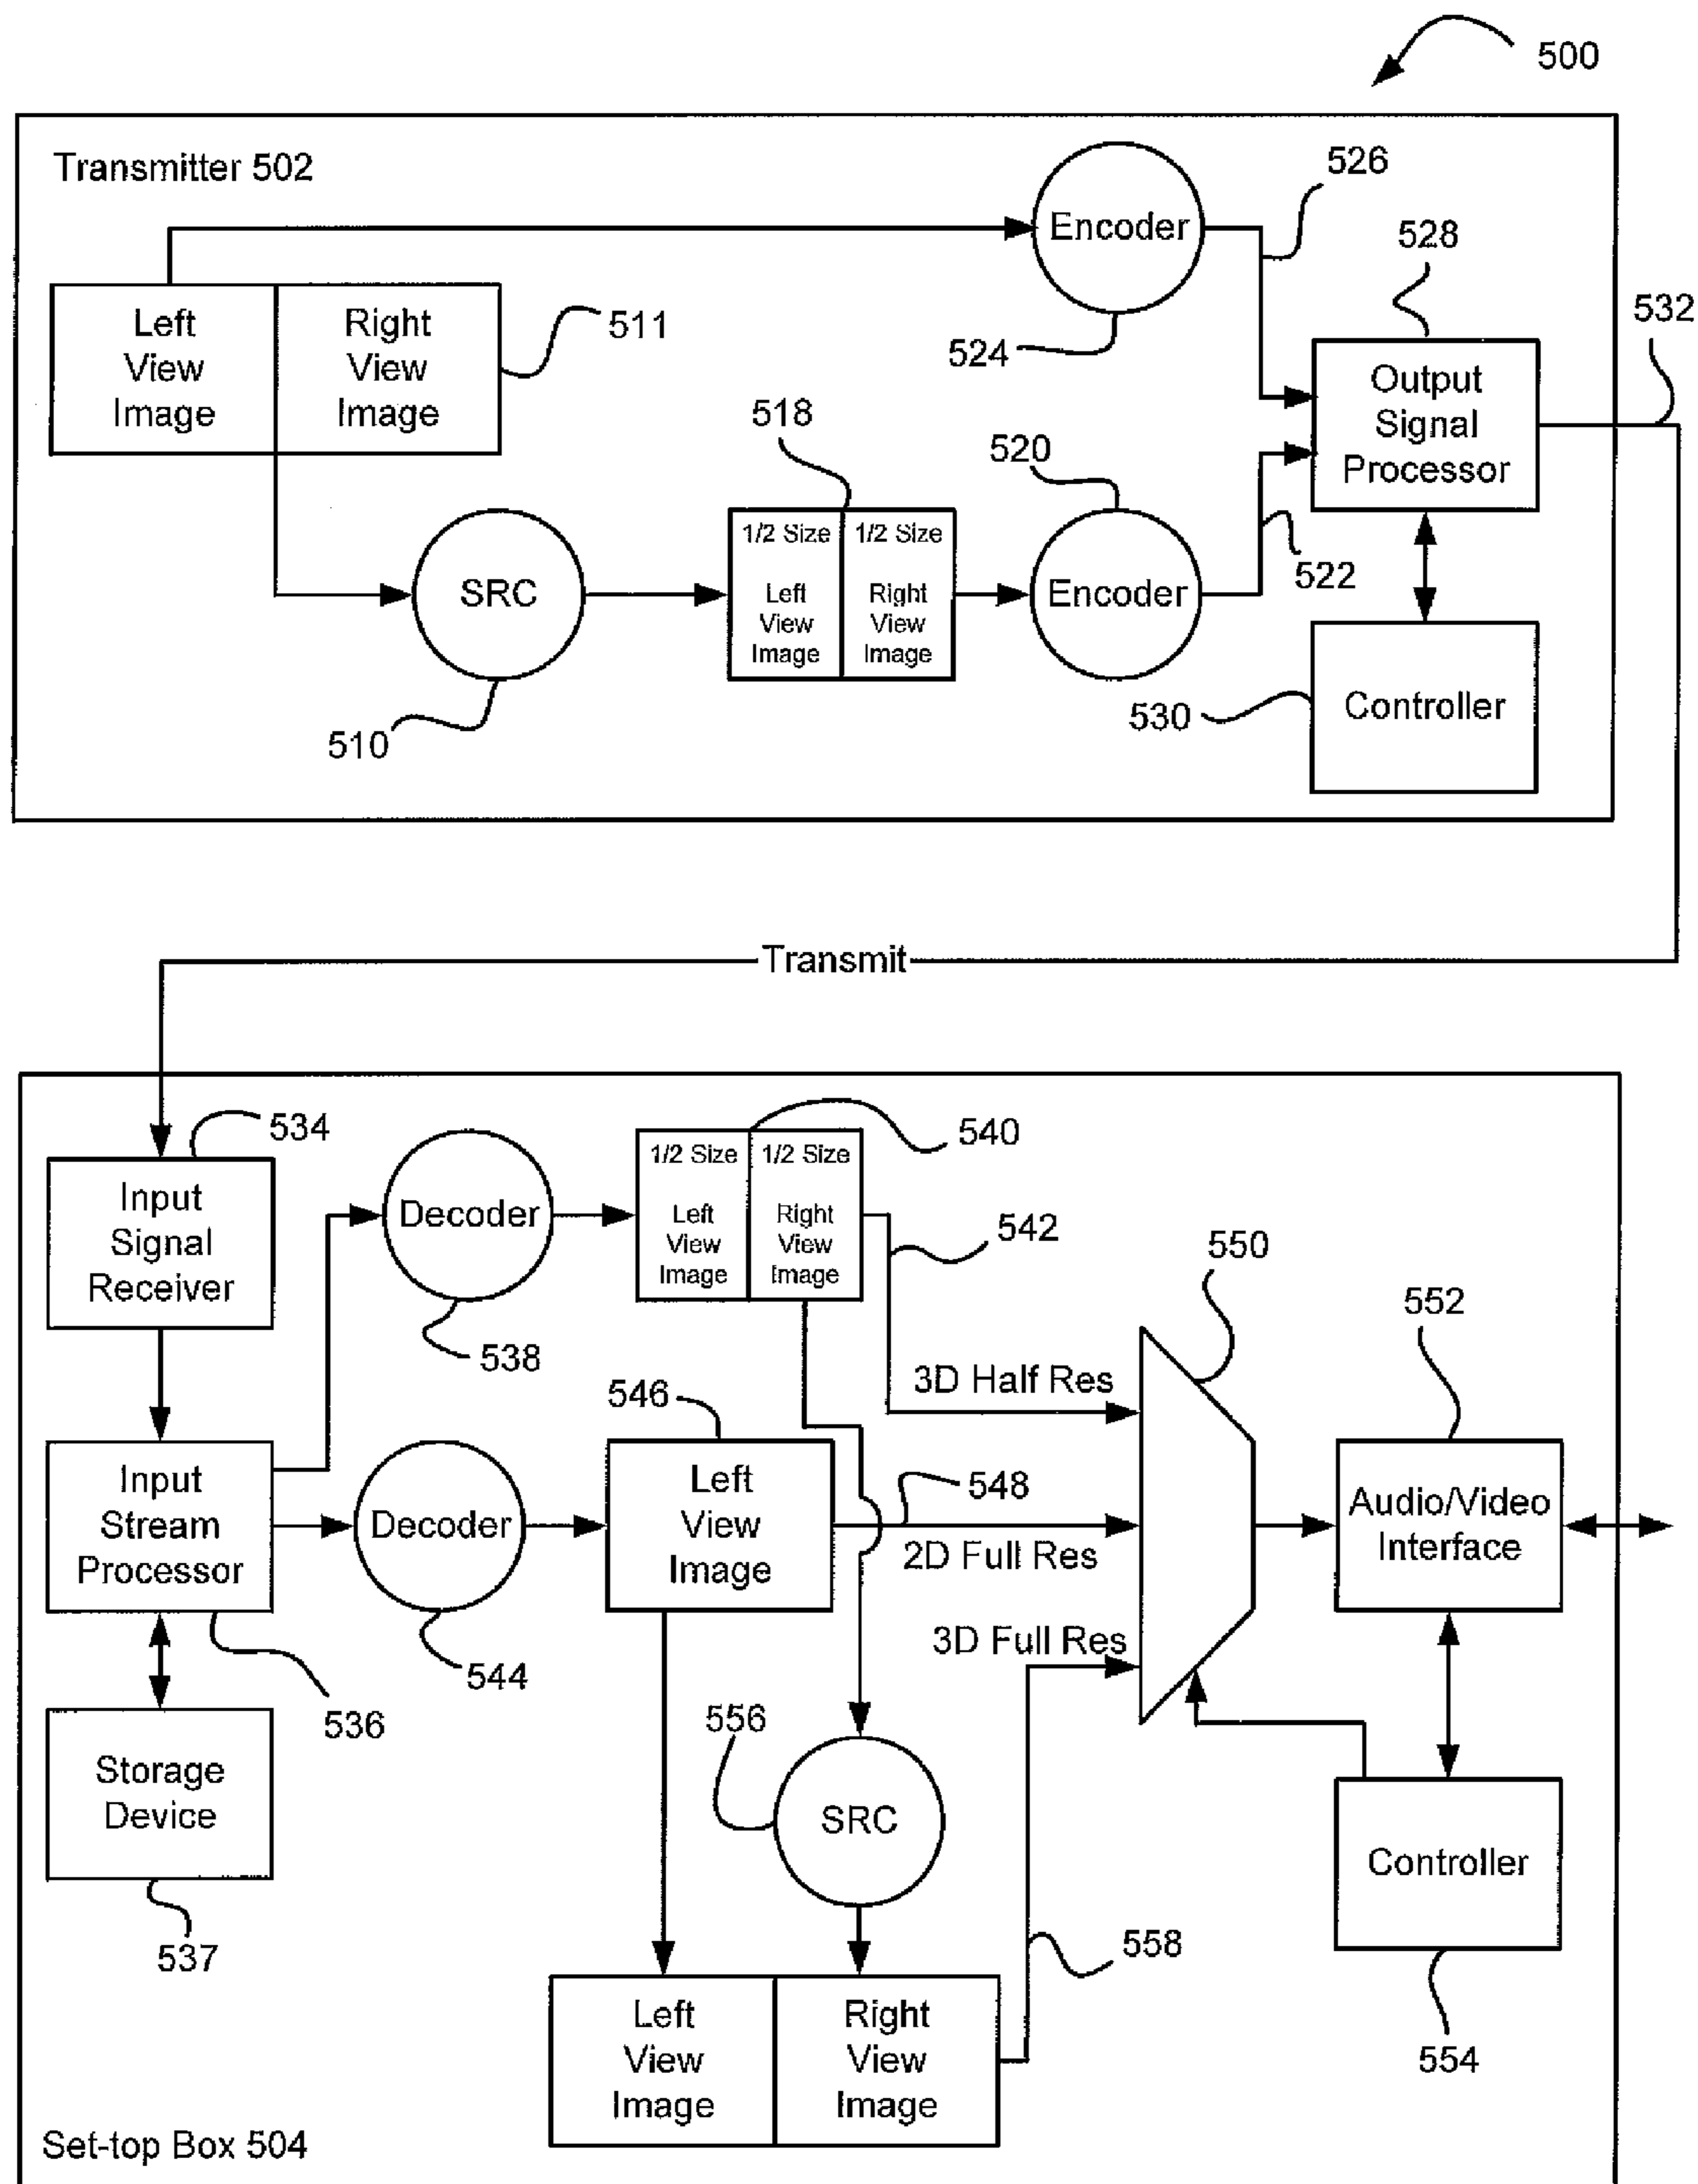 500
Transmitter 502
Encoder
526
528
532
Left
View
Image
Right
View
Image
511
524
Output
Signal
Processor
518
520
1/2 Size
Left
View
Image
1/2 Size
Right
View
Image
SRC
Encoder
522
510
530
Controller
Transmit
534
540
Input
Signal
Receiver
Decoder
1/2 Size
Left
View
Image
1/2 Size
Right
View
Image
542
550
538
552
3D Half Res
546
Input
Stream
Processor
Decoder
Left
View
Image
548
2D Full Res
Audio/Video
Interface
3D Full Res
544
536
556
Storage
Device
SRC
Controller
537
558
554
Left
View
Image
Right
View
Image
Set-top Box 504